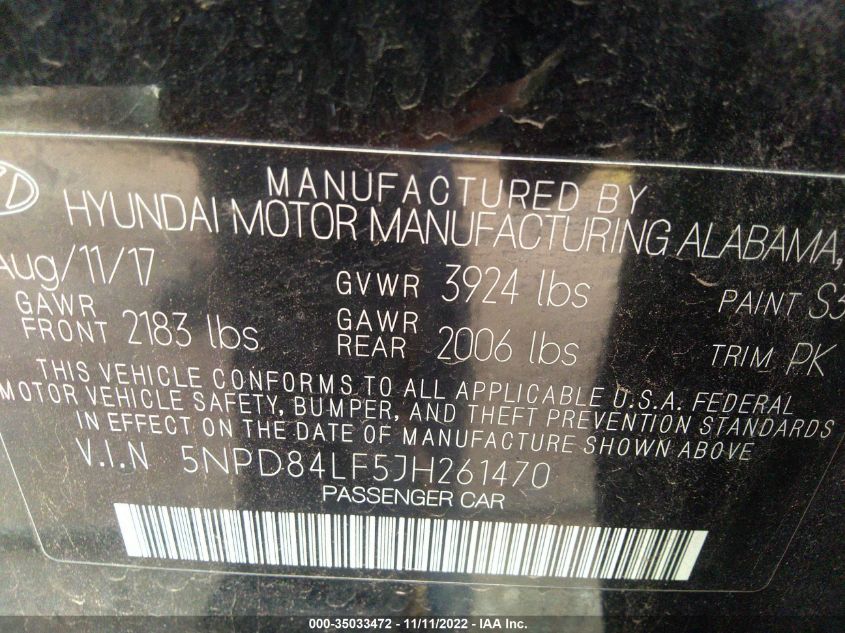 MANUFACTURED BY
HYUNDAI MOTOR MANUFACTURING ALABAMA,
Aug/11/17 GVWR 3924 lbs PAINT S3
GAWR FRONT 2183 lbs GAWR REAR 2006 lbs TRIM PK
THIS VEHICLE CONFORMS TO ALL APPLICABLE U.S.A. FEDERAL
MOTOR VEHICLE SAFETY, BUMPER, AND THEFT PREVENTION STANDARDS
IN EFFECT ON THE DATE OF MANUFACTURE SHOWN ABOVE
V.I.N 5NPD84LF5JH261470
PASSENGER CAR
000-35033472 - 11/11/2022 - IAA Inc.